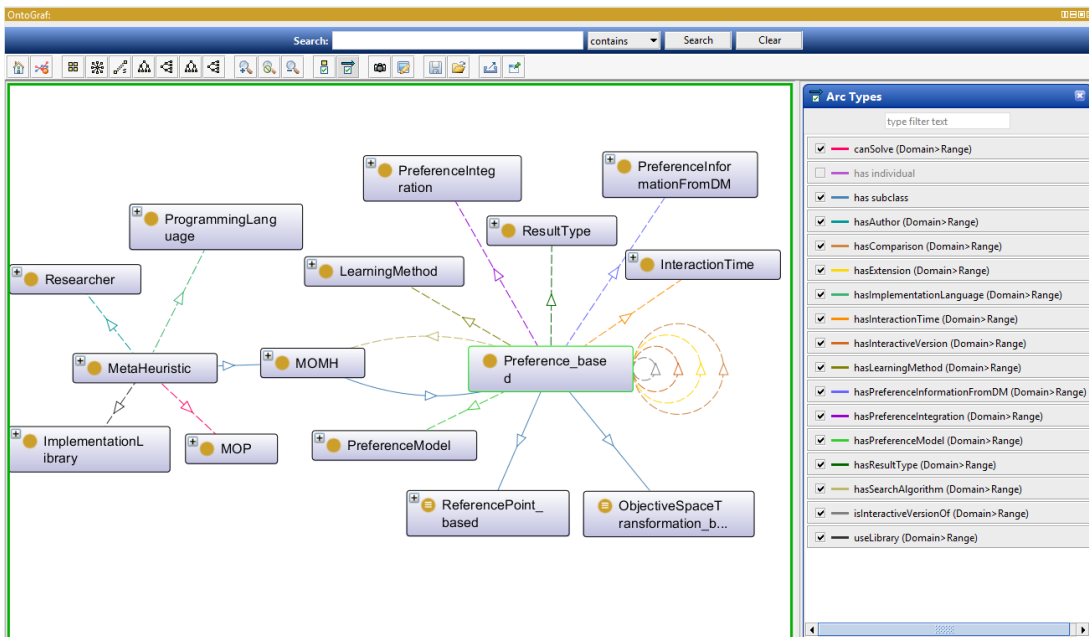 OntoGraf:
Search:
contains
Search
Clear
PreferenceInteg
ration
PreferenceInfor
mationFromDM
ProgrammingLang
uage
ResultType
Researcher
LearningMethod
InteractionTime
MetaHeuristic
MOMH
Preference_base
d
ImplementationL
ibrary
MOP
PreferenceModel
ReferencePoint_
based
ObjectiveSpaceT
ransformation_b...
Arc Types
type filter text
canSolve (Domain>Range)
has individual
has subclass
hasAuthor (Domain>Range)
hasComparison (Domain>Range)
hasExtension (Domain>Range)
hasImplementationLanguage (Domain>Range)
hasInteractionTime (Domain>Range)
hasInteractiveVersion (Domain>Range)
hasLearningMethod (Domain>Range)
hasPreferenceInformationFromDM (Domain>Range)
hasPreferenceIntegration (Domain>Range)
hasPreferenceModel (Domain>Range)
hasResultType (Domain>Range)
hasSearchAlgorithm (Domain>Range)
isInteractiveVersionOf (Domain>Range)
useLibrary (Domain>Range)